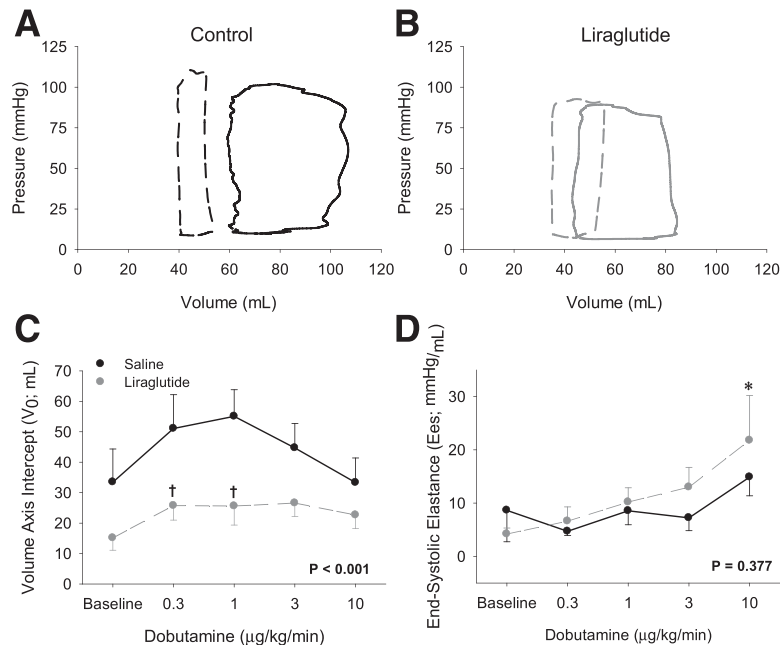 A
Control
125
100
75
50
25
0
Pressure (mmHg)
0 20 40 60 80 100 120
Volume (mL)
B
Liraglutide
125
100
75
50
25
0
Pressure (mmHg)
0 20 40 60 80 100 120
Volume (mL)
C
Saline
Liraglutide
70
60
50
40
30
20
10
0
Volume Axis Intercept (V0; mL)
† †
P < 0.001
Baseline 0.3 1 3 10
Dobutamine (μg/kg/min)
D
30
20
10
0
End-Systolic Elastance (Ees; mmHg/mL)
*
P = 0.377
Baseline 0.3 1 3 10
Dobutamine (μg/kg/min)